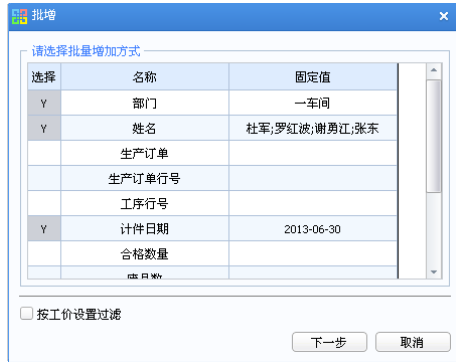 批增
请选择批量增加方式
选择 名称 固定值
Y 部门 一车间
Y 姓名 杜军;罗红波;谢勇江;张东
生产订单
生产订单行号
工序行号
Y 计件日期 2013-06-30
合格数量
按工价设置过滤
下一步 取消